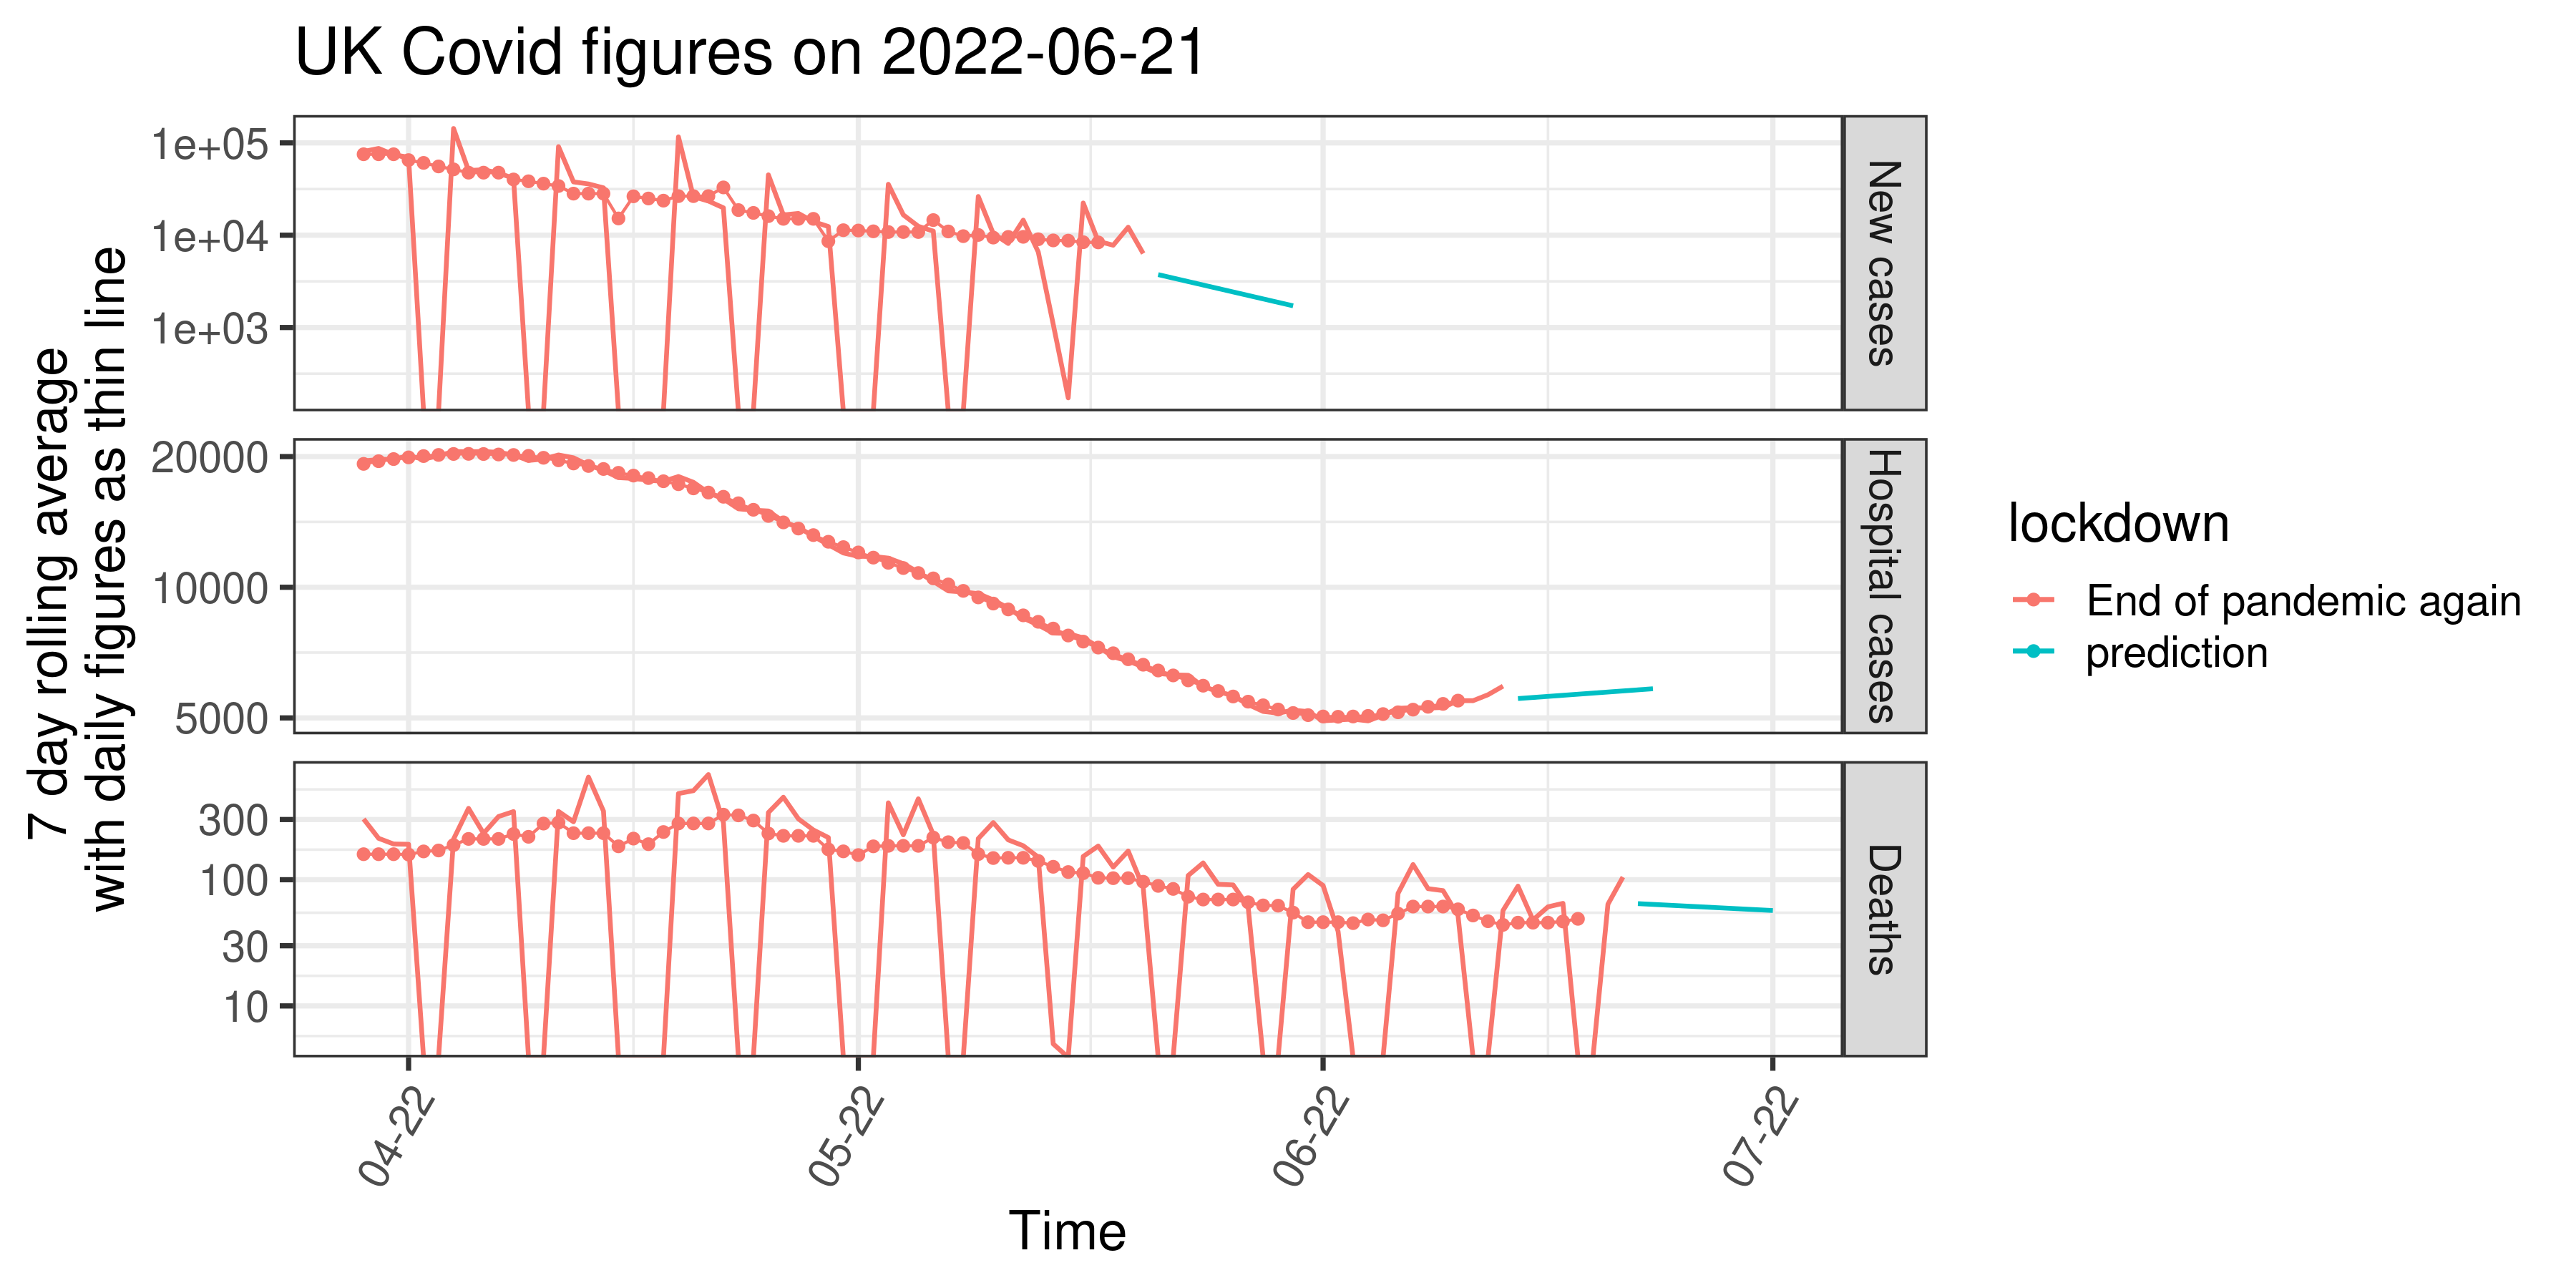 UK Covid figures on 2022-06-21
7 day rolling average
with daily figures as thin line
1e+05
1e+04
1e+03
New cases
20000
10000
5000
Hospital cases
300
100
30
10
Deaths
04-22
05-22
06-22
07-22
Time
lockdown
End of pandemic again
prediction